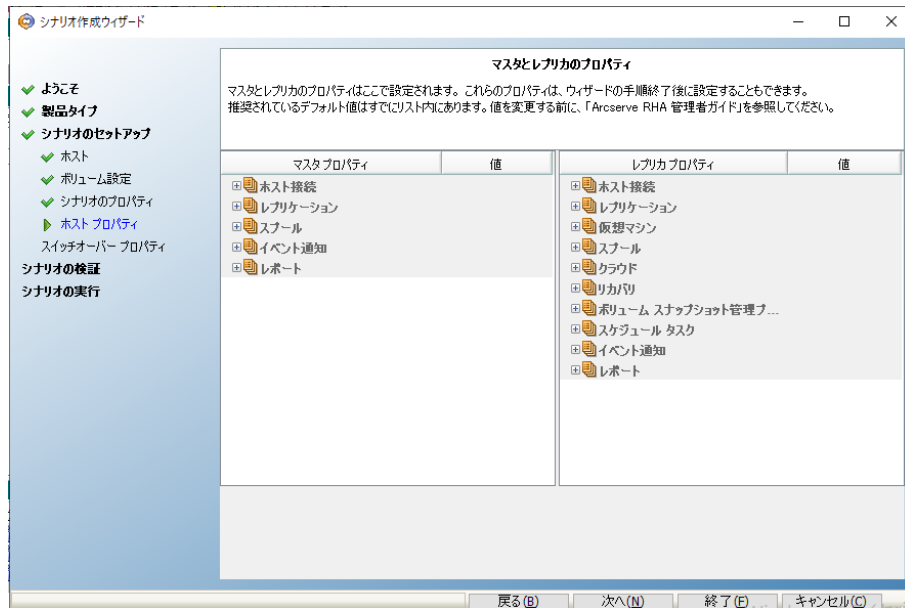 シナリオ作成ウィザード
ようこそ
製品タイプ
シナリオのセットアップ
ホスト
ボリューム設定
シナリオのプロパティ
ホスト プロパティ
スイッチオーバー プロパティ
シナリオの検証
シナリオの実行
マスタとレプリカのプロパティ
マスタとレプリカのプロパティはここで設定されます。これらのプロパティは、ウィザードの手順終了後に設定することもできます。
推奨されているデフォルト値はすでにリスト内にあります。値を変更する前に、「Arcserve RHA 管理者ガイド」を参照してください。
マスタ プロパティ 値
ホスト接続
レプリケーション
スプール
イベント通知
レポート
レプリカ プロパティ 値
ホスト接続
レプリケーション
仮想マシン
スプール
クラウド
リカバリ
ボリューム スナップショット管理プ...
スケジュール タスク
イベント通知
レポート
戻る(B) 次へ(N) 終了(F) キャンセル(C)